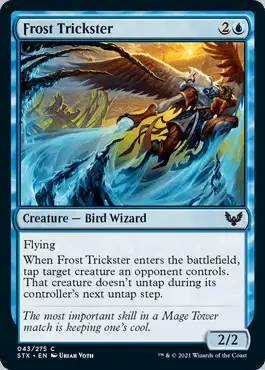 Frost Trickster 2
Creature — Bird Wizard
Flying
When Frost Trickster enters the battlefield,
tap target creature an opponent controls.
That creature doesn't untap during its
controller's next untap step.
The most important skill in a Mage Tower
match is keeping one's cool.
2/2
043/275 C
STX • EN Uriah Voth
™ & © 2021 Wizards of the Coast